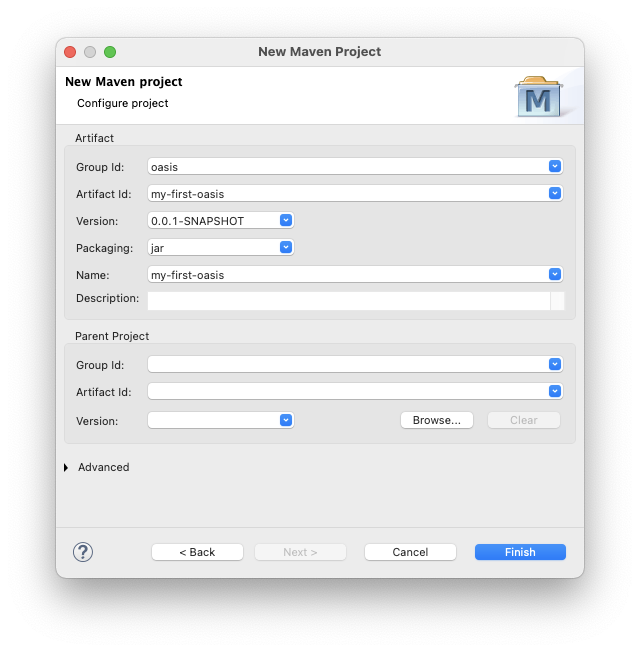 New Maven Project
New Maven project
Configure project
M
Artifact
Group Id: oasis
Artifact Id: my-first-oasis
Version: 0.0.1-SNAPSHOT
Packaging: jar
Name: my-first-oasis
Description:
Parent Project
Group Id:
Artifact Id:
Version: Browse... Clear
Advanced
? < Back Next > Cancel Finish